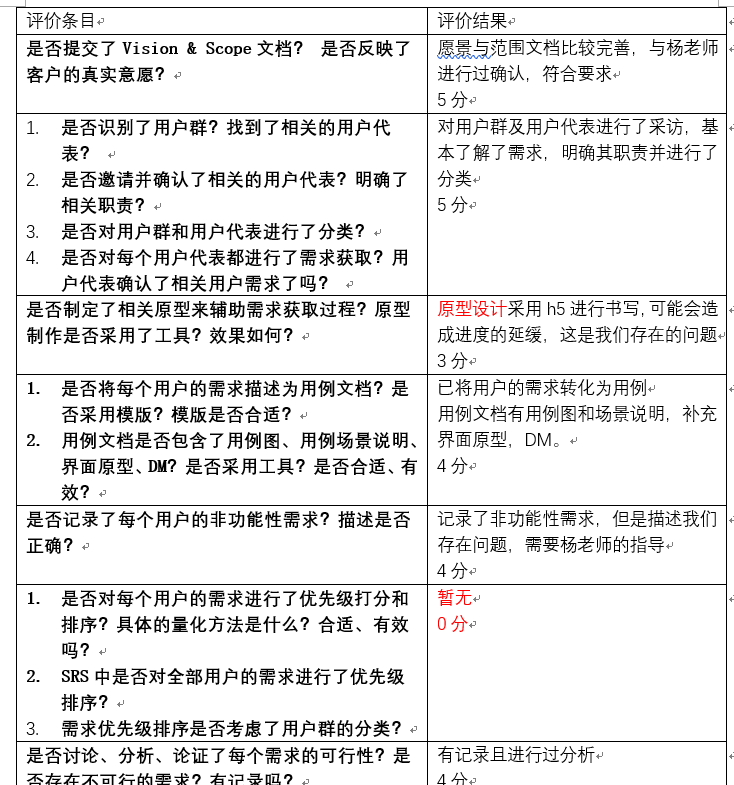 评价条目
评价结果
是否提交了 Vision & Scope 文档？ 是否反映了
客户的真实意愿？
愿景与范围文档比较完善，与杨老师
进行过确认，符合要求
5 分
1. 是否识别了用户群？找到了相关的用户代
表？
2. 是否邀请并确认了相关的用户代表？明确了
相关职责？
3. 是否对用户群和用户代表进行了分类？
4. 是否对每个用户代表都进行了需求获取？用
户代表确认了相关用户需求了吗？
对用户群及用户代表进行了采访，基
本了解了需求，明确其职责并进行了
分类
5 分
是否制定了相关原型来辅助需求获取过程？原型
制作是否采用了工具？效果如何？
原型设计采用 h5 进行书写,可能会造
成进度的延缓，这是我们存在的问题
3 分
1. 是否将每个用户的需求描述为用例文档？是
否采用模版？模版是否合适？
2. 用例文档是否包含了用例图、用例场景说明、
界面原型、DM？是否采用工具？是否合适、有
效？
已将用户的需求转化为用例
用例文档有用例图和场景说明，补充
界面原型，DM。
4 分
是否记录了每个用户的非功能性需求？描述是否
正确？
记录了非功能性需求，但是描述我们
存在问题，需要杨老师的指导
4 分
1. 是否对每个用户的需求进行了优先级打分和
排序？具体的量化方法是什么？合适、有效
吗？
2. SRS 中是否对全部用户的需求进行了优先级
排序？
3. 需求优先级排序是否考虑了用户群的分类？
暂无
0 分
是否讨论、分析、论证了每个需求的可行性？是
否存在不可行的需求？有记录吗？
有记录且进行过分析
4 分